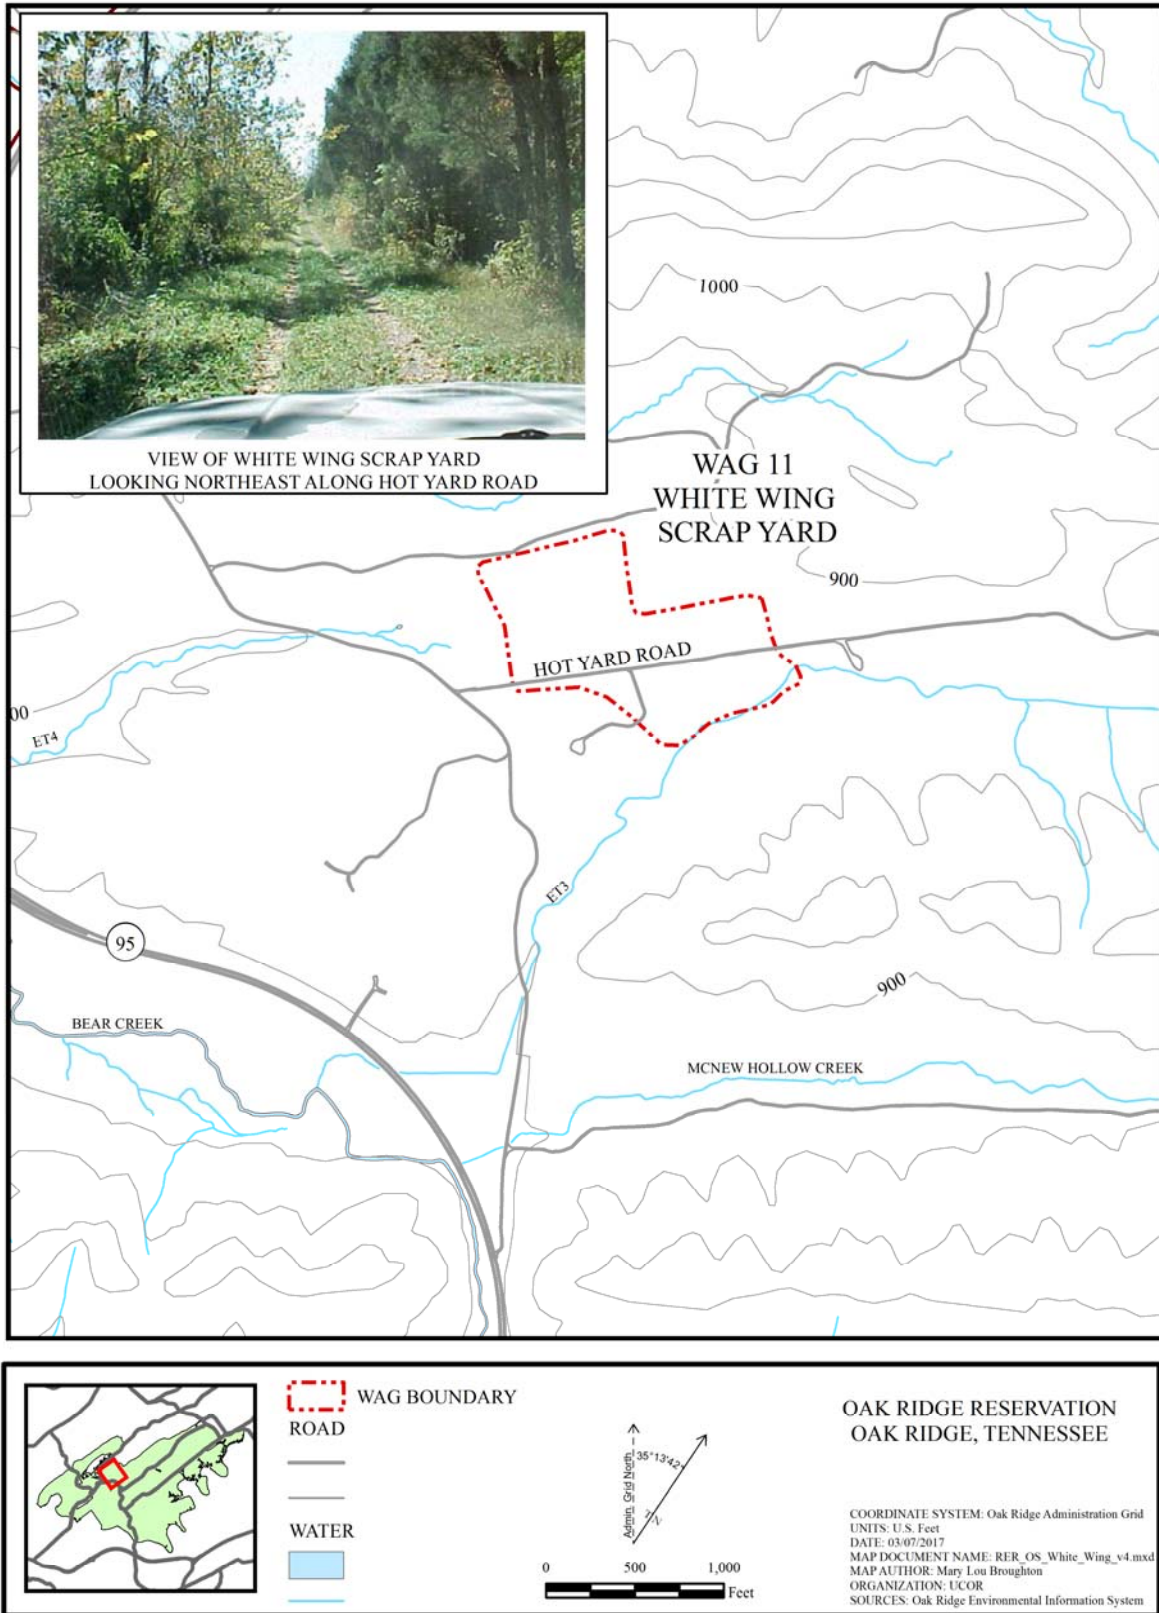 VIEW OF WHITE WING SCRAP YARD
LOOKING NORTHEAST ALONG HOT YARD ROAD
1000
WAG 11
WHITE WING
SCRAP YARD
900
HOT YARD ROAD
00
ET4
ET3
95
900
BEAR CREEK
MCNEW HOLLOW CREEK
WAG BOUNDARY
ROAD
WATER
Admin. Grid North
35°13'42"
T.N.
0 500 1,000
Feet
OAK RIDGE RESERVATION
OAK RIDGE, TENNESSEE
COORDINATE SYSTEM: Oak Ridge Administration Grid
UNITS: U.S. Feet
DATE: 03/07/2017
MAP DOCUMENT NAME: RER_OS_White_Wing_v4.mxd
MAP AUTHOR: Mary Lou Broughton
ORGANIZATION: UCOR
SOURCES: Oak Ridge Environmental Information System